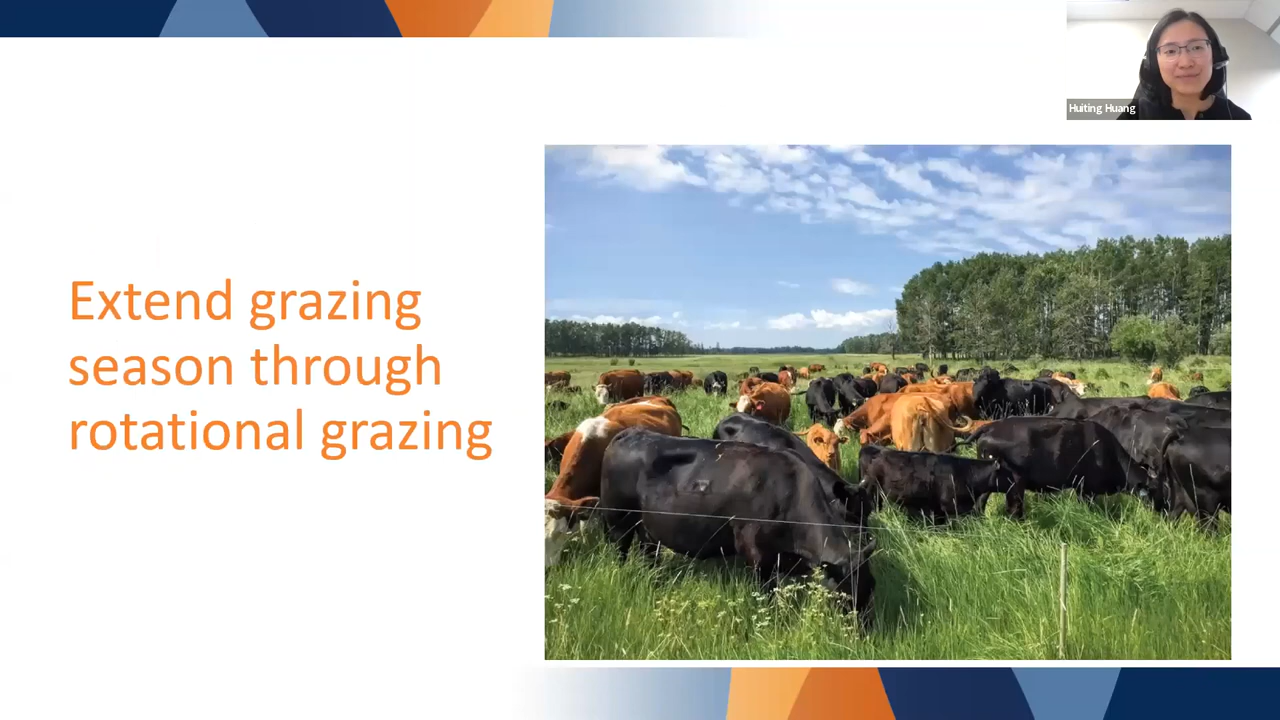 Huiting Huang
Extend grazing
season through
rotational grazing